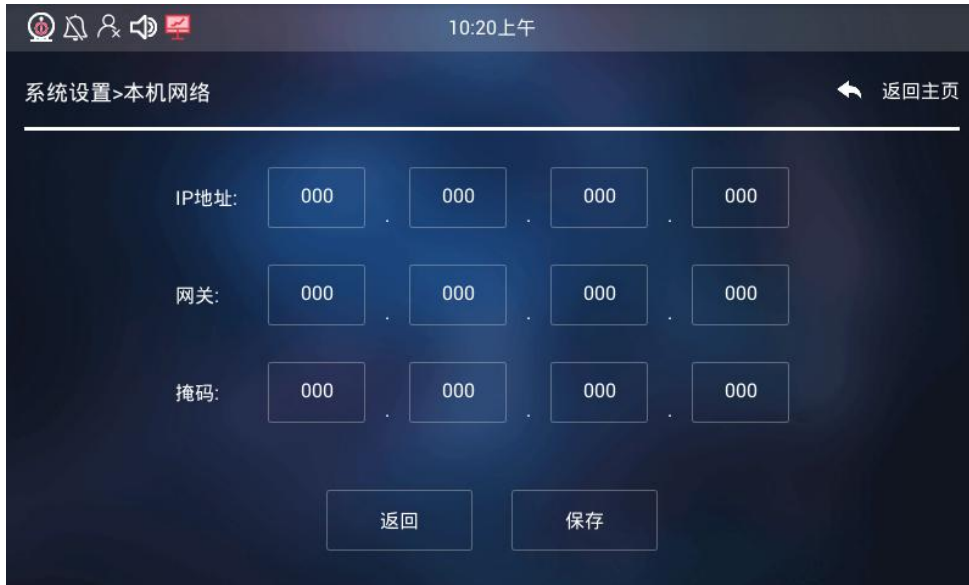 10:20上午
系统设置>本机网络 返回主页
IP地址: 000 . 000 . 000 . 000
网关: 000 . 000 . 000 . 000
掩码: 000 . 000 . 000 . 000
返回 保存